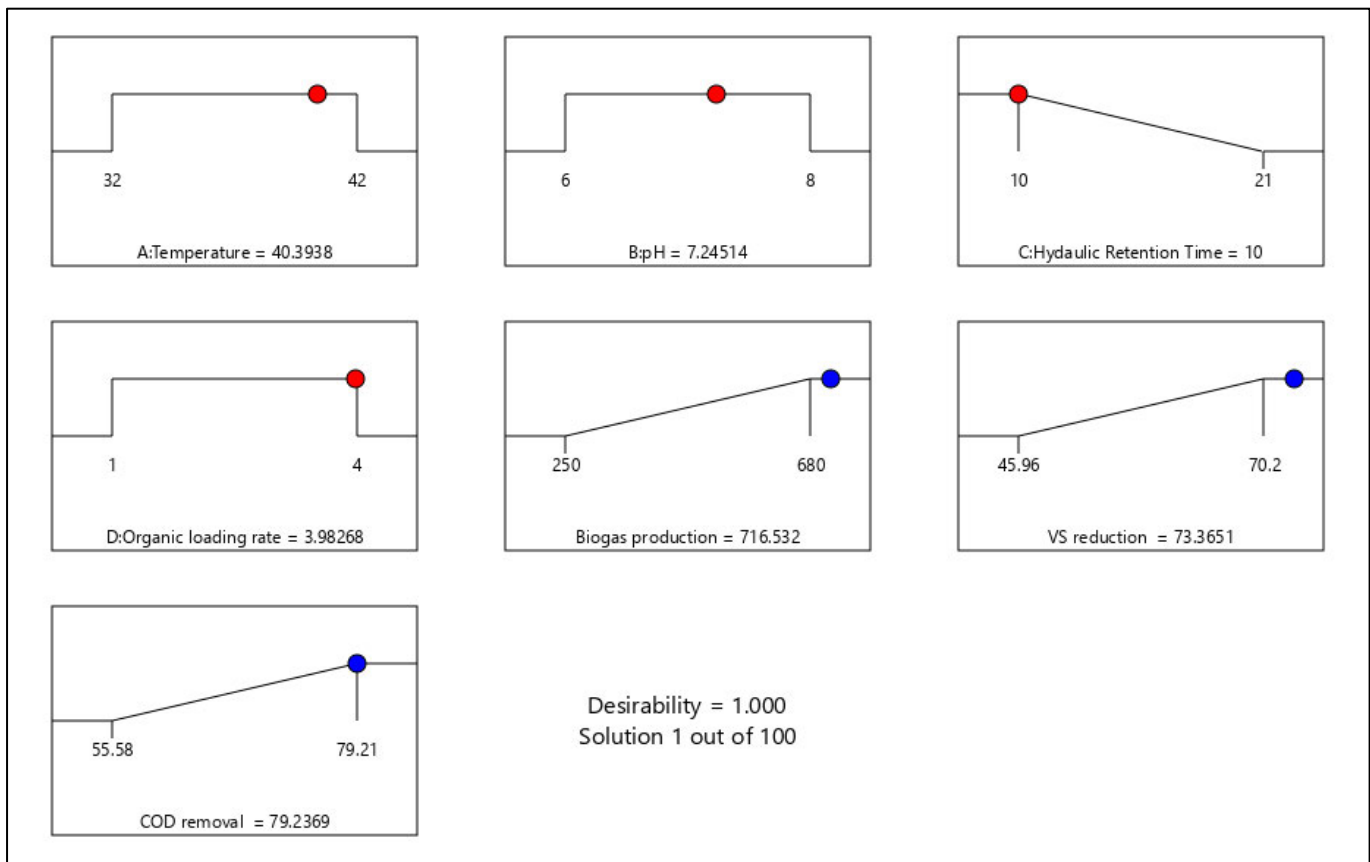 32 42
A:Temperature = 40.3938
6 8
B:pH = 7.24514
10 21
C:Hydaulic Retention Time = 10
1 4
D:Organic loading rate = 3.98268
250 680
Biogas production = 716.532
45.96 70.2
VS reduction = 73.3651
55.58 79.21
COD removal = 79.2369
Desirability = 1.000
Solution 1 out of 100